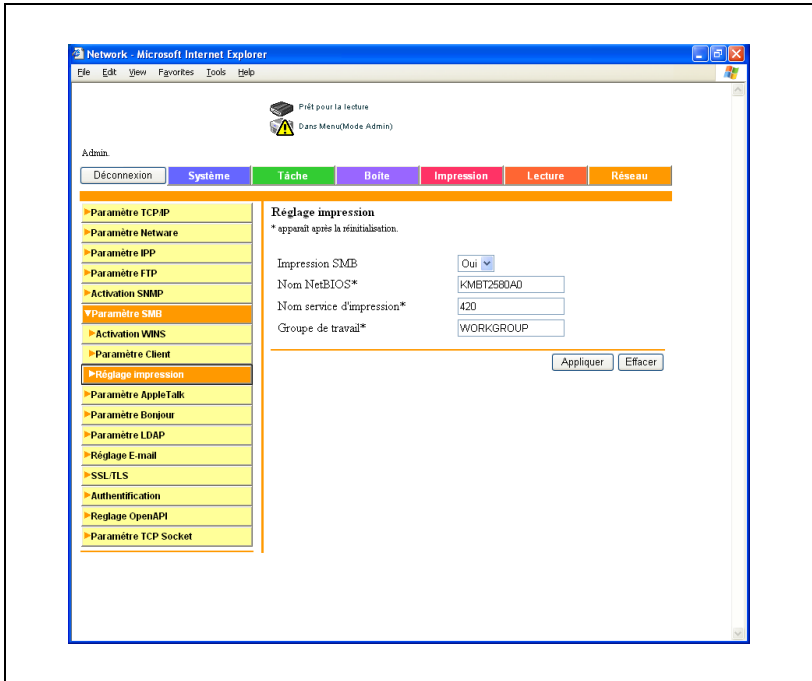 Network - Microsoft Internet Explorer
File Edit View Favorites Tools Help
Prêt pour la lecture
Dans Menu(Mode Admin)
Admin.
Déconnexion Système Tâche Boîte Impression Lecture Réseau
Paramètre TCP/IP
Paramètre Netware
Paramètre IPP
Paramètre FTP
Activation SNMP
Paramètre SMB
Activation WINS
Paramètre Client
Réglage impression
Paramètre AppleTalk
Paramètre Bonjour
Paramètre LDAP
Réglage E-mail
SSL/TLS
Authentification
Reglage OpenAPI
Paramétre TCP Socket
Réglage impression
* apparaît après la réinitialisation.
Impression SMB Oui
Nom NetBIOS* KMBT2580A0
Nom service d'impression* 420
Groupe de travail* WORKGROUP
Appliquer Effacer